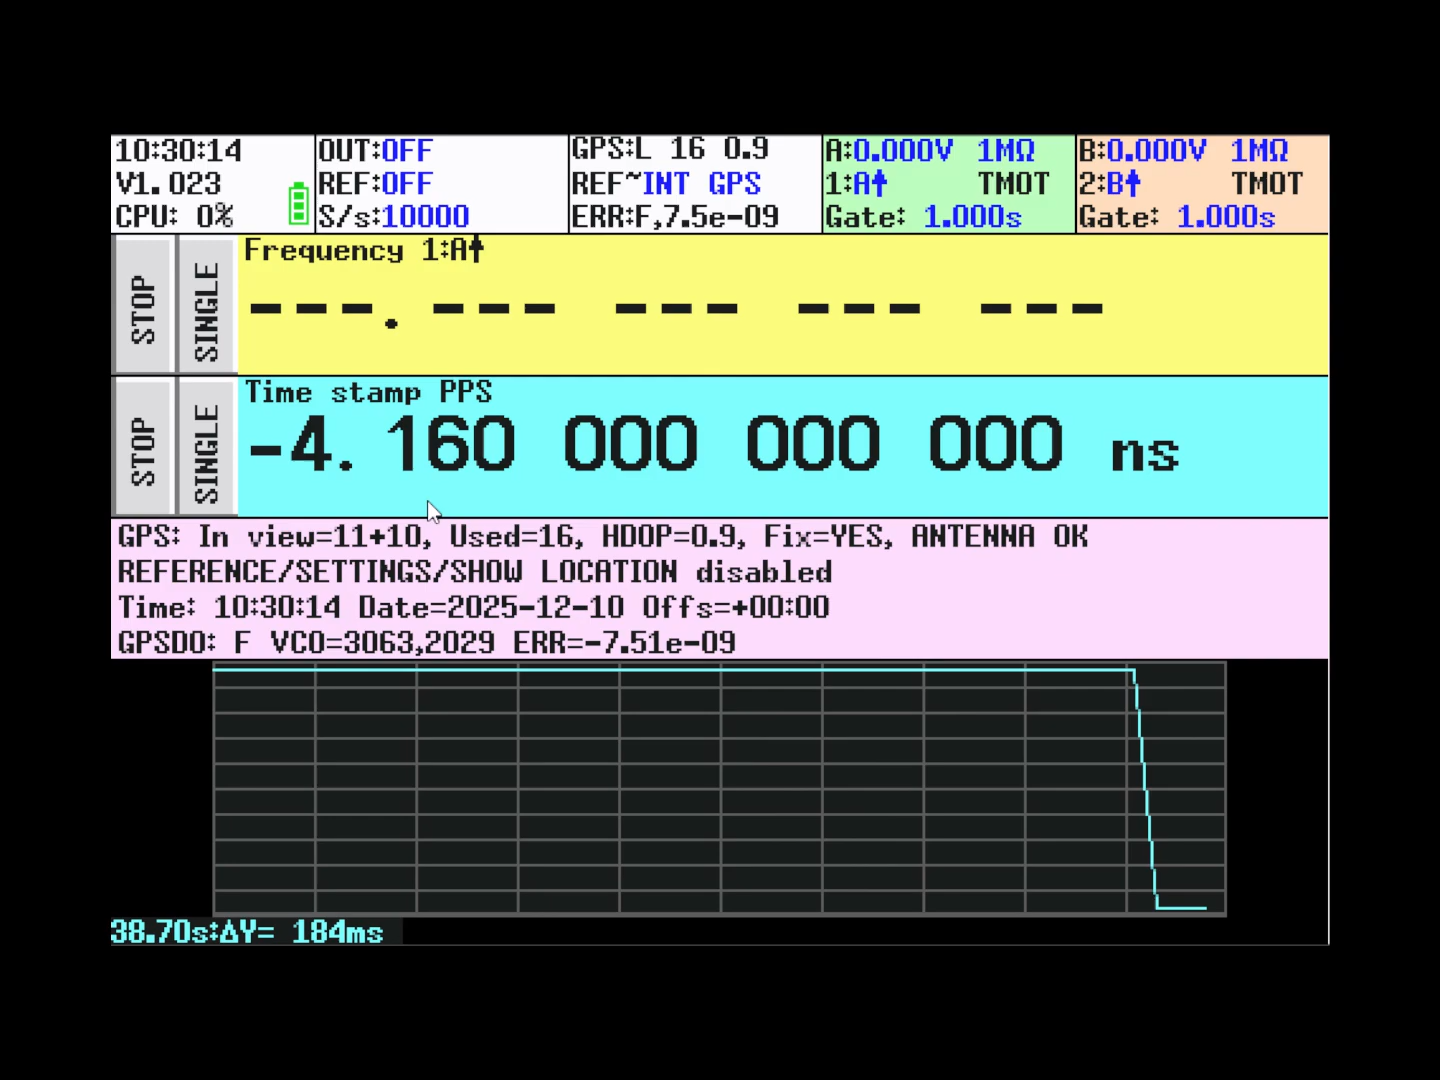 10:30:14
V1.023
CPU: 0%
OUT:OFF
REF:OFF
S/s:10000
GPS:L 16 0.9
REF~INT GPS
ERR:F,7.5e-09
A:0.000V 1MΩ
1:A↑ TMOT
Gate: 1.000s
B:0.000V 1MΩ
2:B↑ TMOT
Gate: 1.000s
STOP
SINGLE
Frequency 1:A↑
---.--- --- --- ---
STOP
SINGLE
Time stamp PPS
-4.160 000 000 000 ns
GPS: In view=11+10, Used=16, HDOP=0.9, Fix=YES, ANTENNA OK
REFERENCE/SETTINGS/SHOW LOCATION disabled
Time: 10:30:14 Date=2025-12-10 Offs=+00:00
GPSDO: F VCO=3063,2029 ERR=-7.51e-09
38.70s:ΔY= 184ms